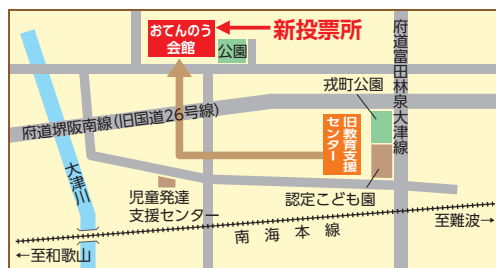 おてんのう
会館
公園
新投票所
府道富田林泉大津線
戎町公園
府道堺阪南線(旧国道26号線)
旧教育支援
センター
大津川
児童発達
支援センター
認定こども園
至難波→
南海本線
←至和歌山